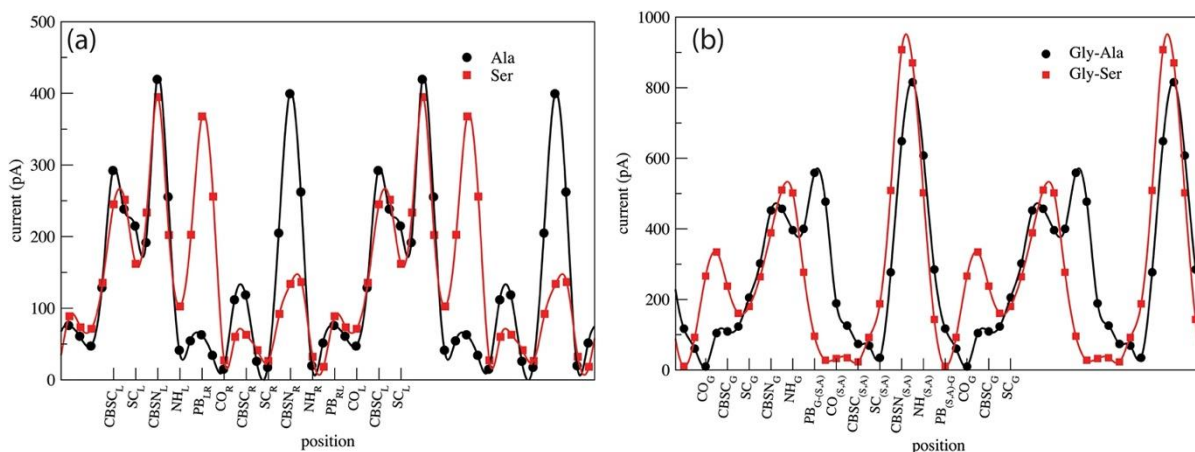 (a)
Ala
Ser
500
400
300
200
100
0
current (pA)
CBSC_L
SC_L
CBSN_L
NH_L
PB_LR
CO_R
CBSC_R
SC_R
CBSN_R
NH_R
PB_RL
CO_L
CBSC_L
SC_L
position
(b)
Gly-Ala
Gly-Ser
1000
800
600
400
200
0
current (pA)
CO_G
CBSC_G
SC_G
CBSN_G
NH_G
PB_G-(S,A)
CO_(S,A)
CBSC_(S,A)
SC_(S,A)
CBSN_(S,A)
NH_(S,A)
PB_(S,A)-G
CO_G
CBSC_G
SC_G
position